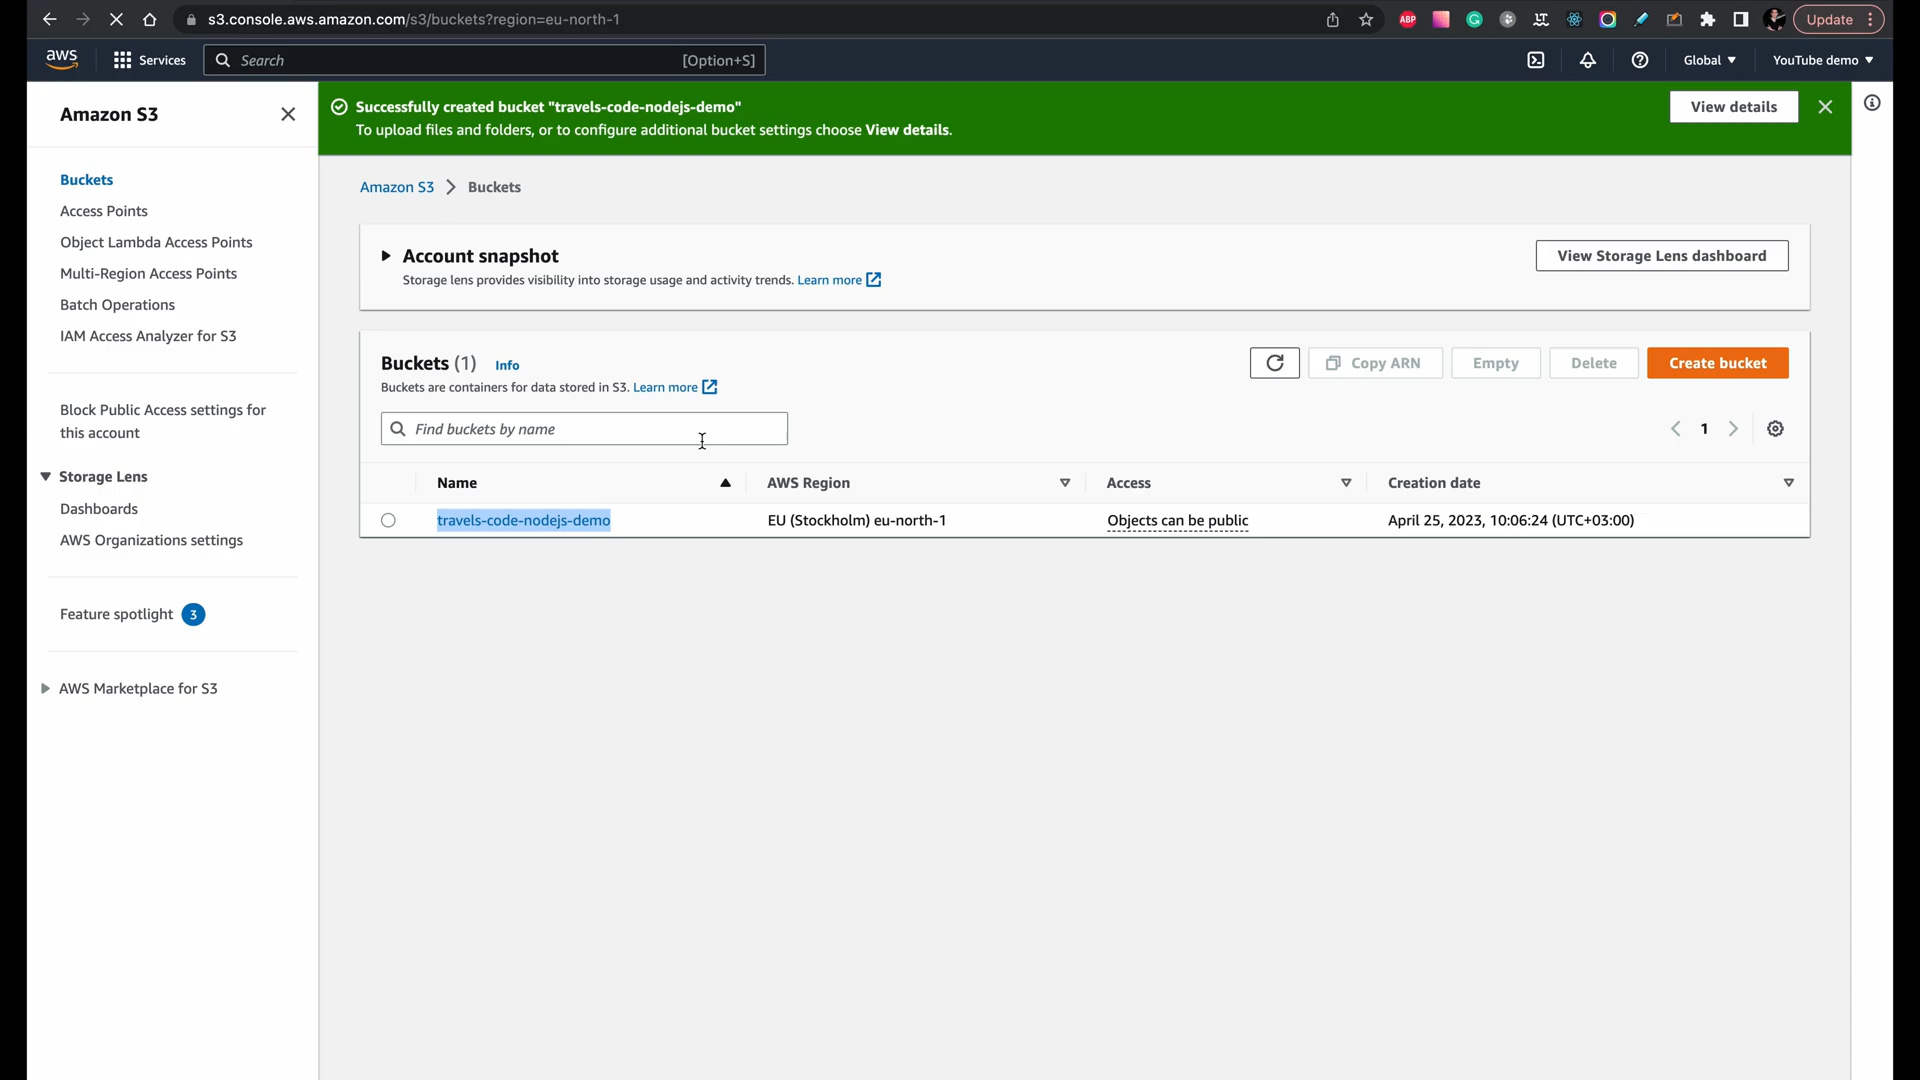 s3.console.aws.amazon.com/s3/buckets?region=eu-north-1
ABP
Update
aws
Services
Search
[Option+S]
Global
YouTube demo
Amazon S3
Buckets
Access Points
Object Lambda Access Points
Multi-Region Access Points
Batch Operations
IAM Access Analyzer for S3
Block Public Access settings for
this account
Storage Lens
Dashboards
AWS Organizations settings
Feature spotlight 3
AWS Marketplace for S3
Successfully created bucket "travels-code-nodejs-demo"
To upload files and folders, or to configure additional bucket settings choose View details.
View details
Amazon S3 > Buckets
Account snapshot
Storage lens provides visibility into storage usage and activity trends. Learn more
View Storage Lens dashboard
Buckets (1) Info
Buckets are containers for data stored in S3. Learn more
Copy ARN
Empty
Delete
Create bucket
Find buckets by name
1
Name AWS Region Access Creation date
travels-code-nodejs-demo EU (Stockholm) eu-north-1 Objects can be public April 25, 2023, 10:06:24 (UTC+03:00)